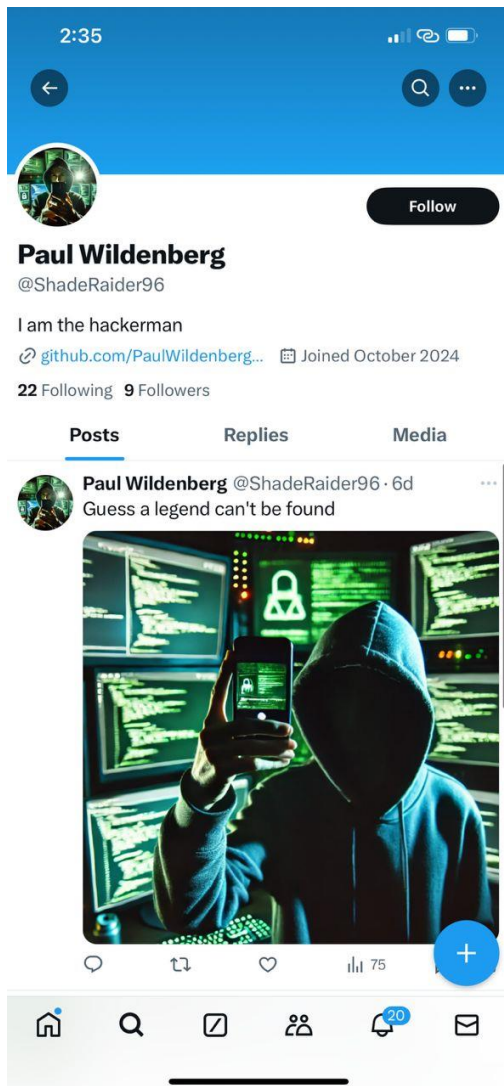 2:35
Follow
Paul Wildenberg
@ShadeRaider96
I am the hackerman
github.com/PaulWildenberg... Joined October 2024
22 Following 9 Followers
Posts Replies Media
Paul Wildenberg @ShadeRaider96 · 6d
Guess a legend can't be found
75
20